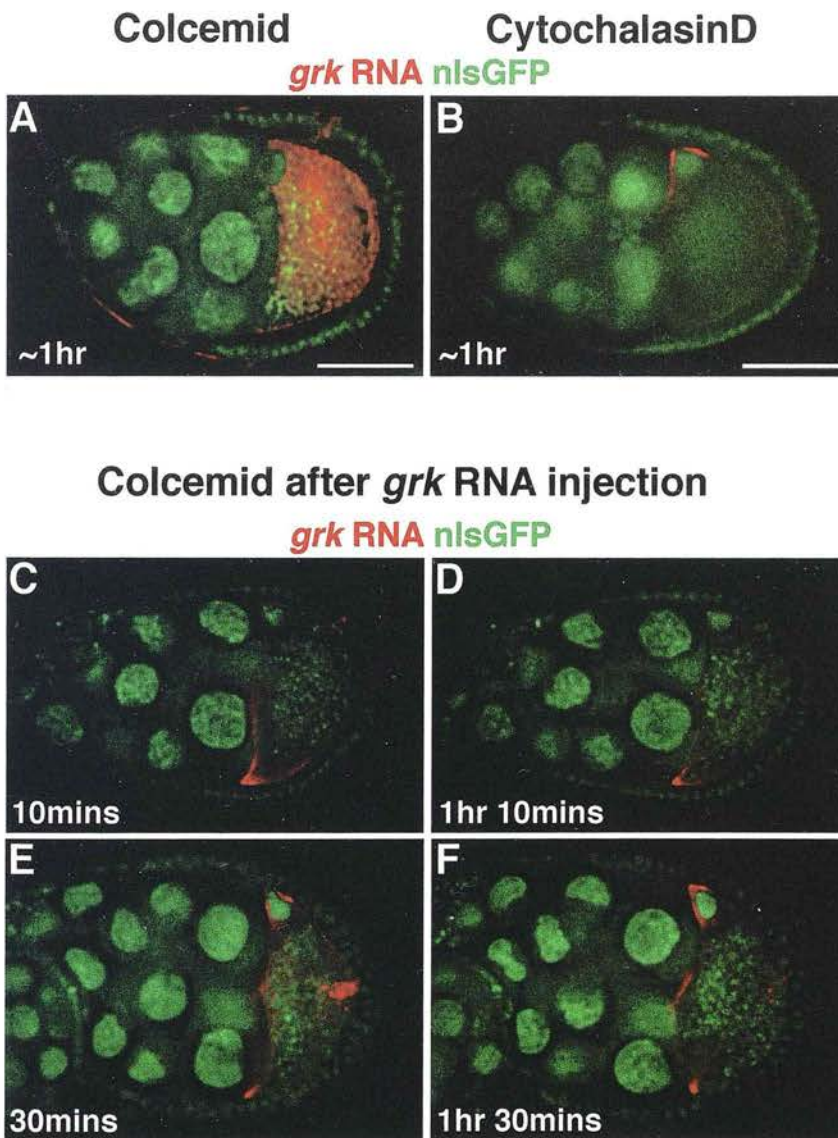 Colcemid
CytochalasinD
grk RNA nlsGFP
A
B
~1hr
~1hr
Colcemid after grk RNA injection
grk RNA nlsGFP
C
D
10mins
1hr 10mins
E
F
30mins
1hr 30mins